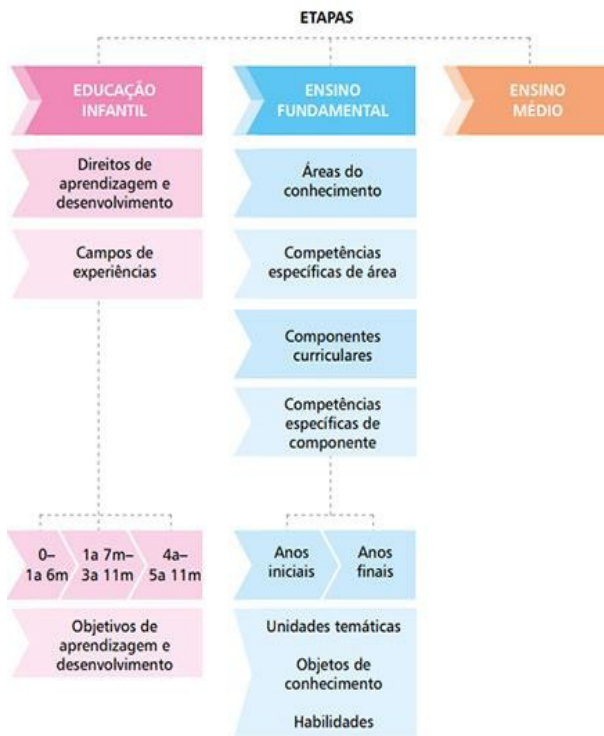 ETAPAS
EDUCAÇÃO
INFANTIL
ENSINO
FUNDAMENTAL
ENSINO
MÉDIO
Direitos de
aprendizagem e
desenvolvimento
Campos de
experiências
Áreas do
conhecimento
Competências
específicas de área
Componentes
curriculares
Competências
específicas de
componente
0–
1a 6m
1a 7m–
3a 11m
4a–
5a 11m
Objetivos de
aprendizagem e
desenvolvimento
Anos
iniciais
Anos
finais
Unidades temáticas
Objetos de
conhecimento
Habilidades